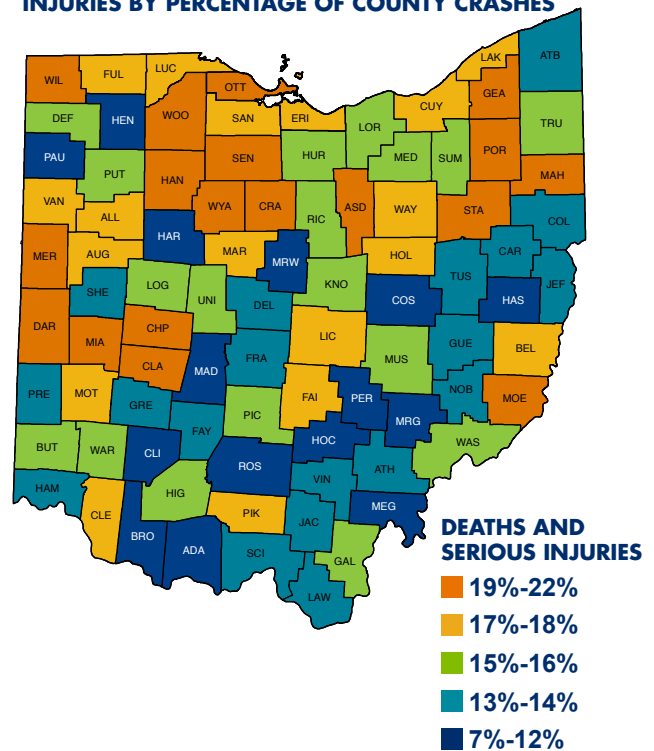 INJURIES BY PERCENTAGE OF COUNTY CRASHES
WIL
FUL
LUC
OTT
LAK
ATB
DEF
HEN
WOO
SAN
ERI
LOR
CUY
GEA
TRU
PAU
PUT
HAN
SEN
HUR
MED
SUM
POR
MAH
VAN
ALL
HAR
WYA
CRA
RIC
ASD
WAY
STA
COL
MER
AUG
MAR
MRW
HOL
CAR
JEF
SHE
LOG
UNI
DEL
KNO
COS
TUS
HAS
DAR
MIA
CHP
CLA
MAD
FRA
LIC
MUS
GUE
BEL
PRE
MOT
GRE
FAY
PIC
FAI
PER
MRG
NOB
MOE
BUT
WAR
CLI
ROS
HOC
ATH
WAS
HAM
CLE
HIG
PIK
VIN
MEG
BRO
ADA
SCI
JAC
GAL
LAW
DEATHS AND
SERIOUS INJURIES
19%-22%
17%-18%
15%-16%
13%-14%
7%-12%